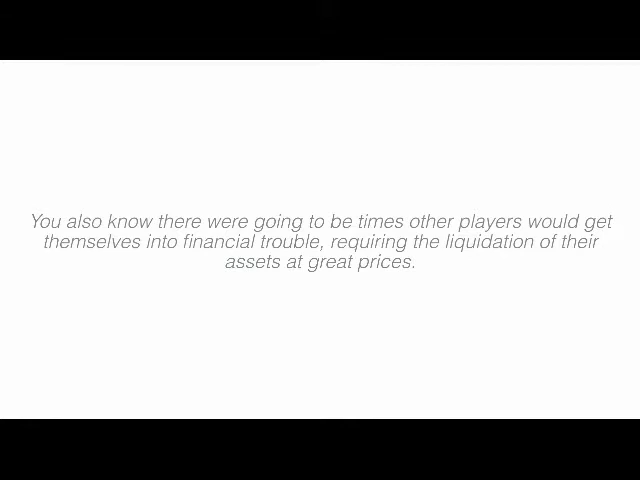 You also know there were going to be times other players would get
themselves into financial trouble, requiring the liquidation of their
assets at great prices.